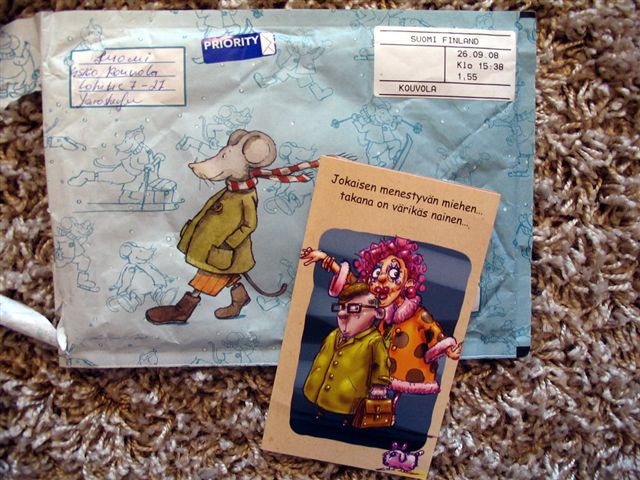 Suomi
PRIORITY
SUOMI FINLAND
26.09.08
Klo 15:38
1.55
KOUVOLA
Jokaisen menestyvän miehen...
takana on värikäs nainen...